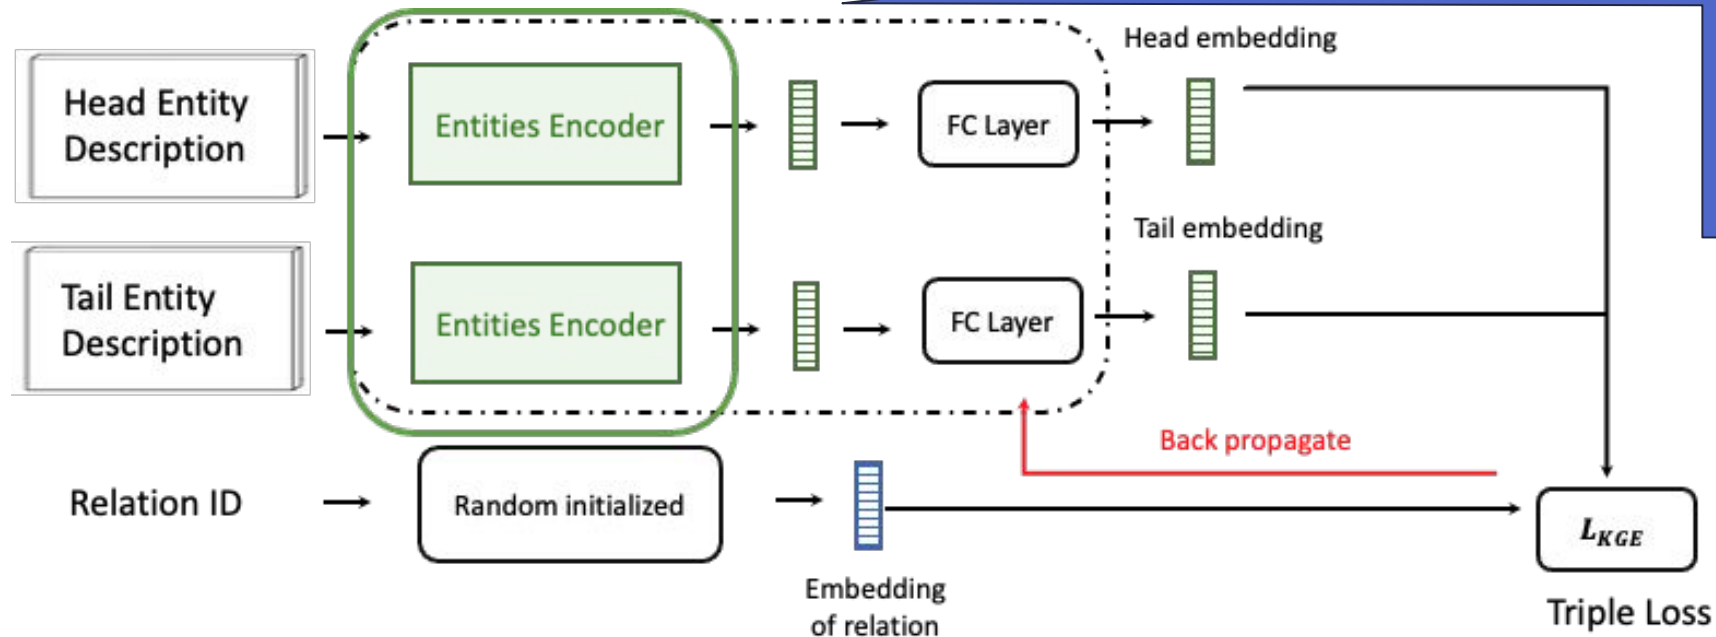 Head embedding
Head Entity
Description
Entities Encoder
FC Layer
Tail embedding
Tail Entity
Description
Entities Encoder
FC Layer
Back propagate
Relation ID
Random initialized
L_KGE
Embedding
of relation
Triple Loss